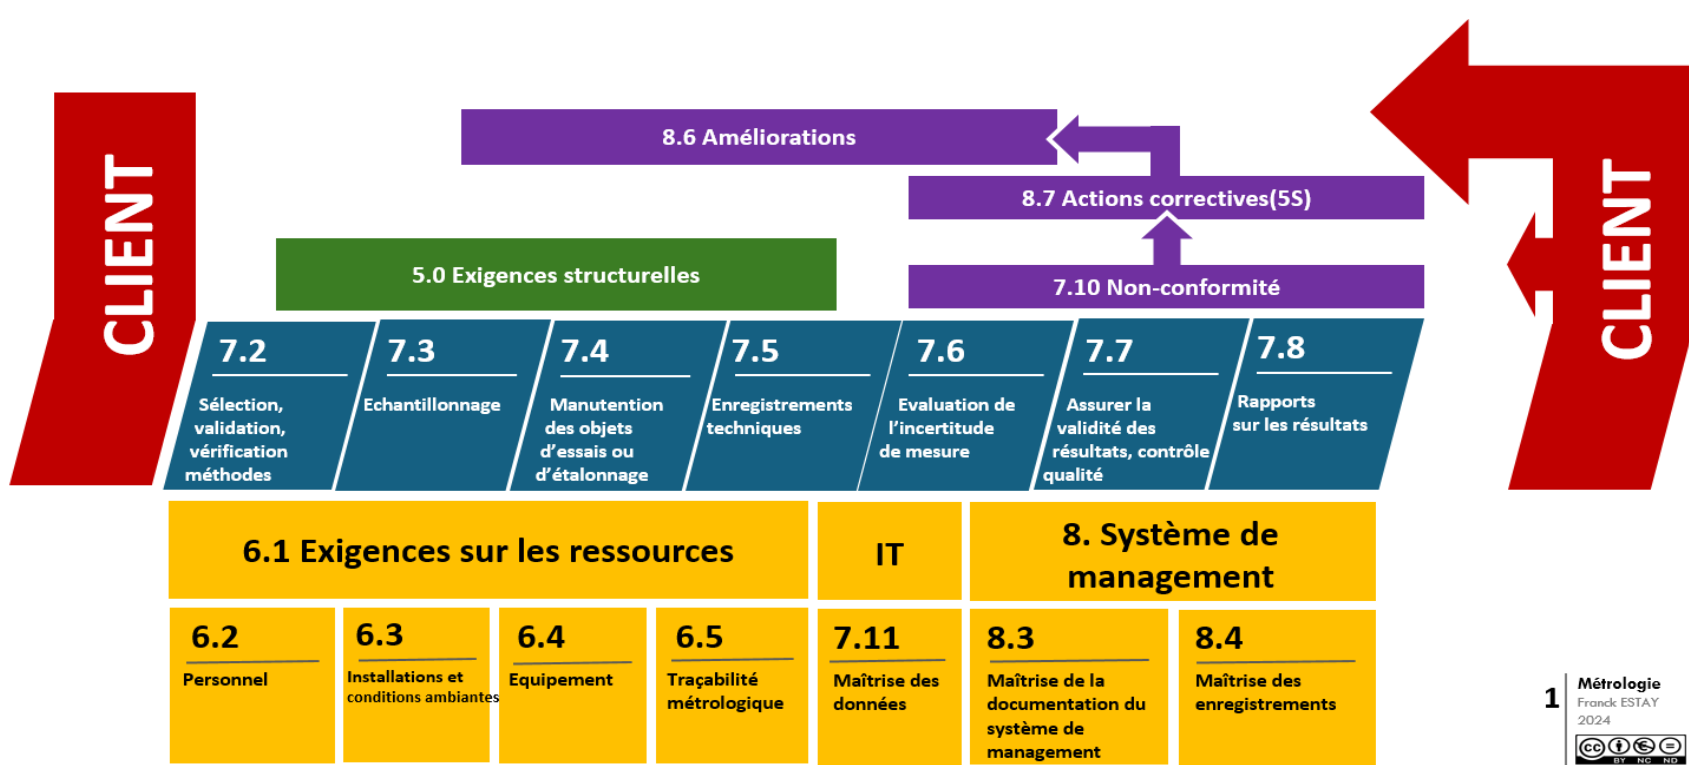 CLIENT
8.6 Améliorations
8.7 Actions correctives(5S)
5.0 Exigences structurelles
7.10 Non-conformité
CLIENT
7.2
Sélection,
validation,
vérification
méthodes
7.3
Echantillonnage
7.4
Manutention
des objets
d'essais ou
d'étalonnage
7.5
Enregistrements
techniques
7.6
Evaluation de
l'incertitude
de mesure
7.7
Assurer la
validité des
résultats, contrôle
qualité
7.8
Rapports
sur les résultats
6.1 Exigences sur les ressources
IT
8. Système de
management
6.2
Personnel
6.3
Installations et
conditions ambiantes
6.4
Equipement
6.5
Traçabilité
métrologique
7.11
Maîtrise des
données
8.3
Maîtrise de la
documentation du
système de
management
8.4
Maîtrise des
enregistrements
1
Métrologie
Franck ESTAY
2024
cc
BY NC ND